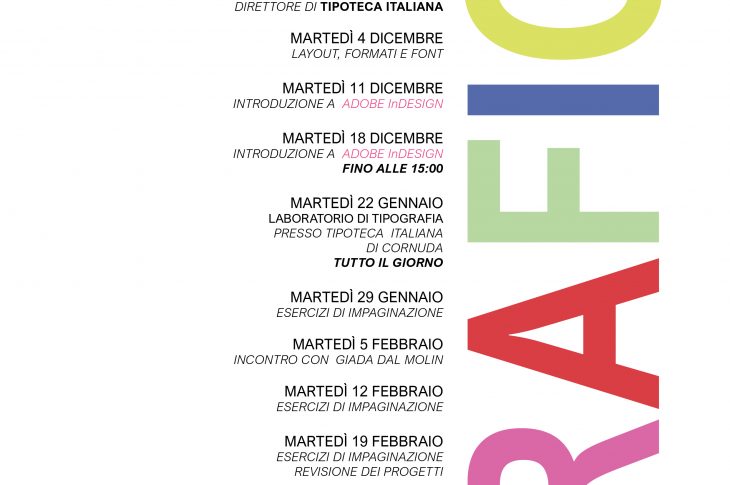 DIRETTORE DI TIPOTECA ITALIANA
MARTEDÌ 4 DICEMBRE
LAYOUT, FORMATI E FONT
MARTEDÌ 11 DICEMBRE
INTRODUZIONE A ADOBE InDESIGN
MARTEDÌ 18 DICEMBRE
INTRODUZIONE A ADOBE InDESIGN
FINO ALLE 15:00
MARTEDÌ 22 GENNAIO
LABORATORIO DI TIPOGRAFIA
PRESSO TIPOTECA ITALIANA
DI CORNUDA
TUTTO IL GIORNO
MARTEDÌ 29 GENNAIO
ESERCIZI DI IMPAGINAZIONE
MARTEDÌ 5 FEBBRAIO
INCONTRO CON GIADA DAL MOLIN
MARTEDÌ 12 FEBBRAIO
ESERCIZI DI IMPAGINAZIONE
MARTEDÌ 19 FEBBRAIO
ESERCIZI DI IMPAGINAZIONE
REVISIONE DEI PROGETTI
RAFIC